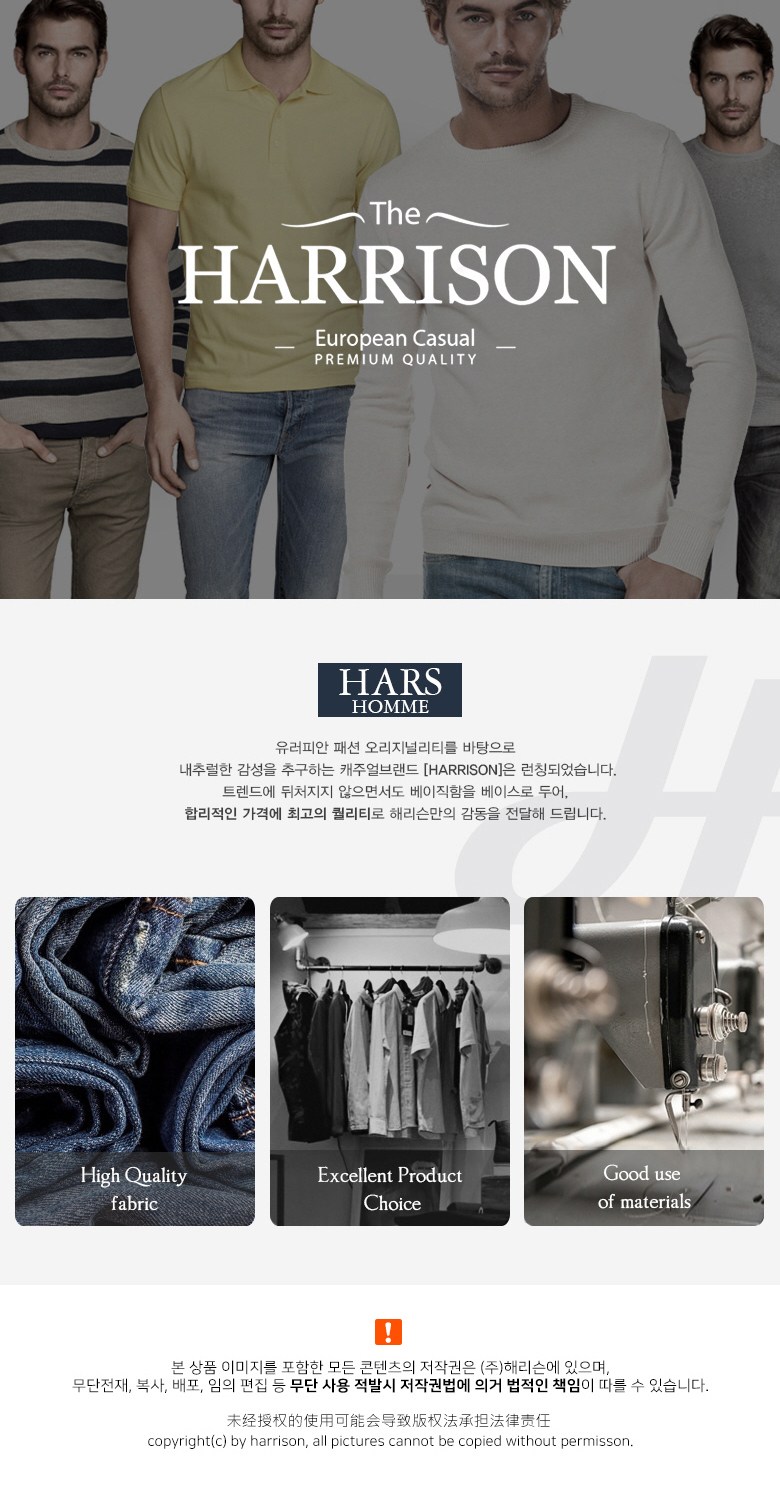 The
HARRISON
European Casual
PREMIUM QUALITY
HARS
HOMME
유러피안 패션 오리지널리티를 바탕으로
내추럴한 감성을 추구하는 캐주얼브랜드 [HARRISON]은 런칭되었습니다.
트렌드에 뒤처지지 않으면서도 베이직함을 베이스로 두어,
합리적인 가격에 최고의 퀄리티로 해리슨만의 감동을 전달해 드립니다.
High Quality
fabric
Excellent Product
Choice
Good use
of materials
본 상품 이미지를 포함한 모든 콘텐츠의 저작권은 (주)해리슨에 있으며,
무단전재, 복사, 배포, 임의 편집 등 무단 사용 적발시 저작권법에 의거 법적인 책임이 따를 수 있습니다.
未经授权的使用可能会导致版权法承担法律责任
copyright(c) by harrison, all pictures cannot be copied without permisson.